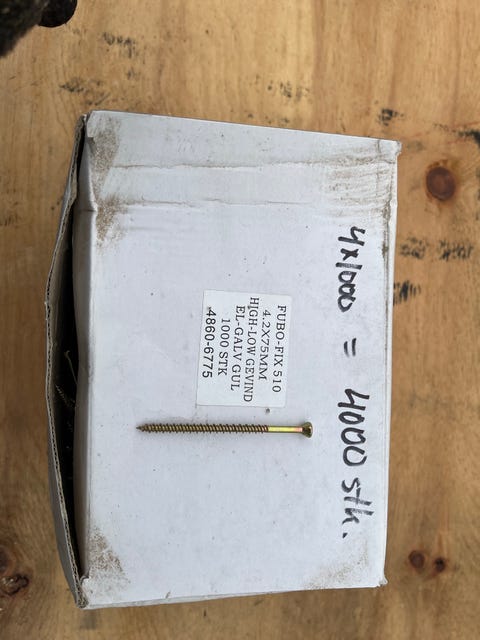 FUBO-FIX 510
4.2X75MM
HIGH-LOW GEVIND
EL-GALV GUL
1000 STK
4860-6775
4x1000 = 4000 stk.